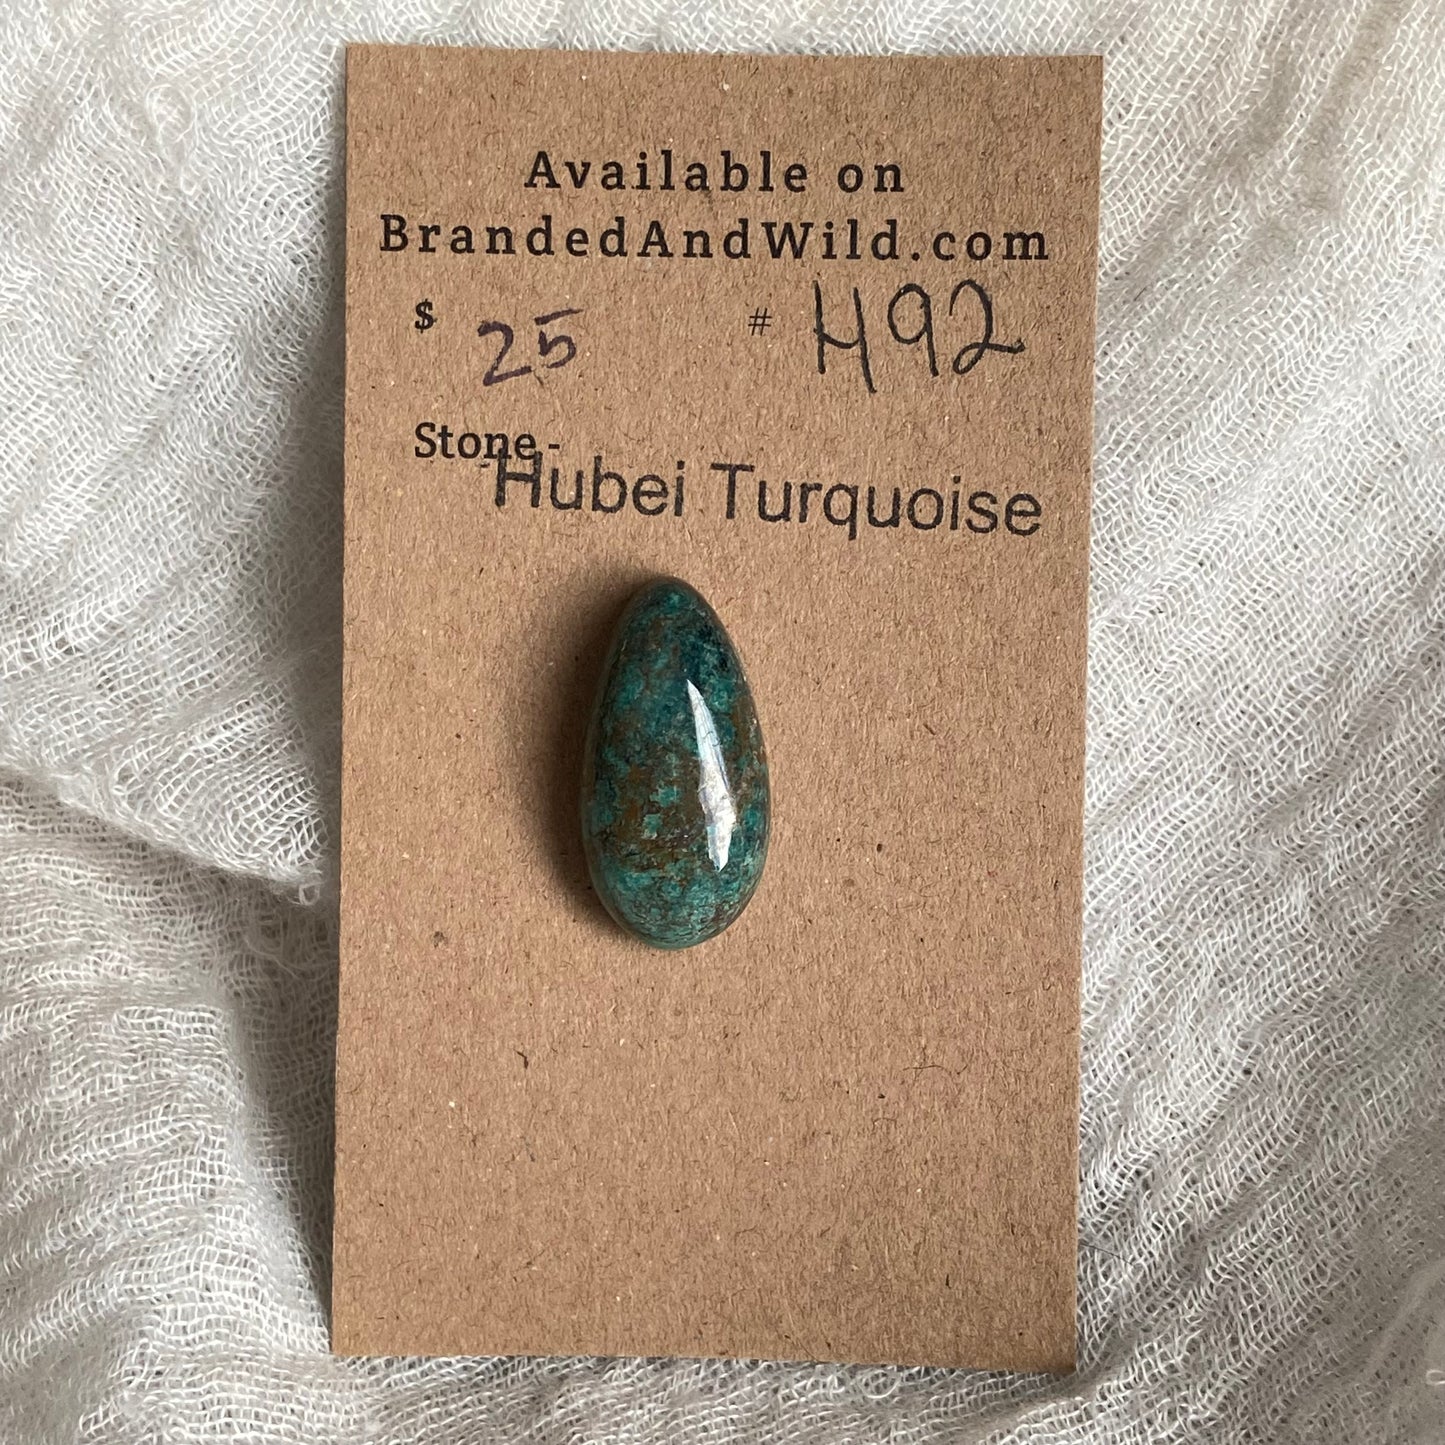 Available on
BrandedAndWild.com
$ 25 # H92
Stone-
Hubei Turquoise